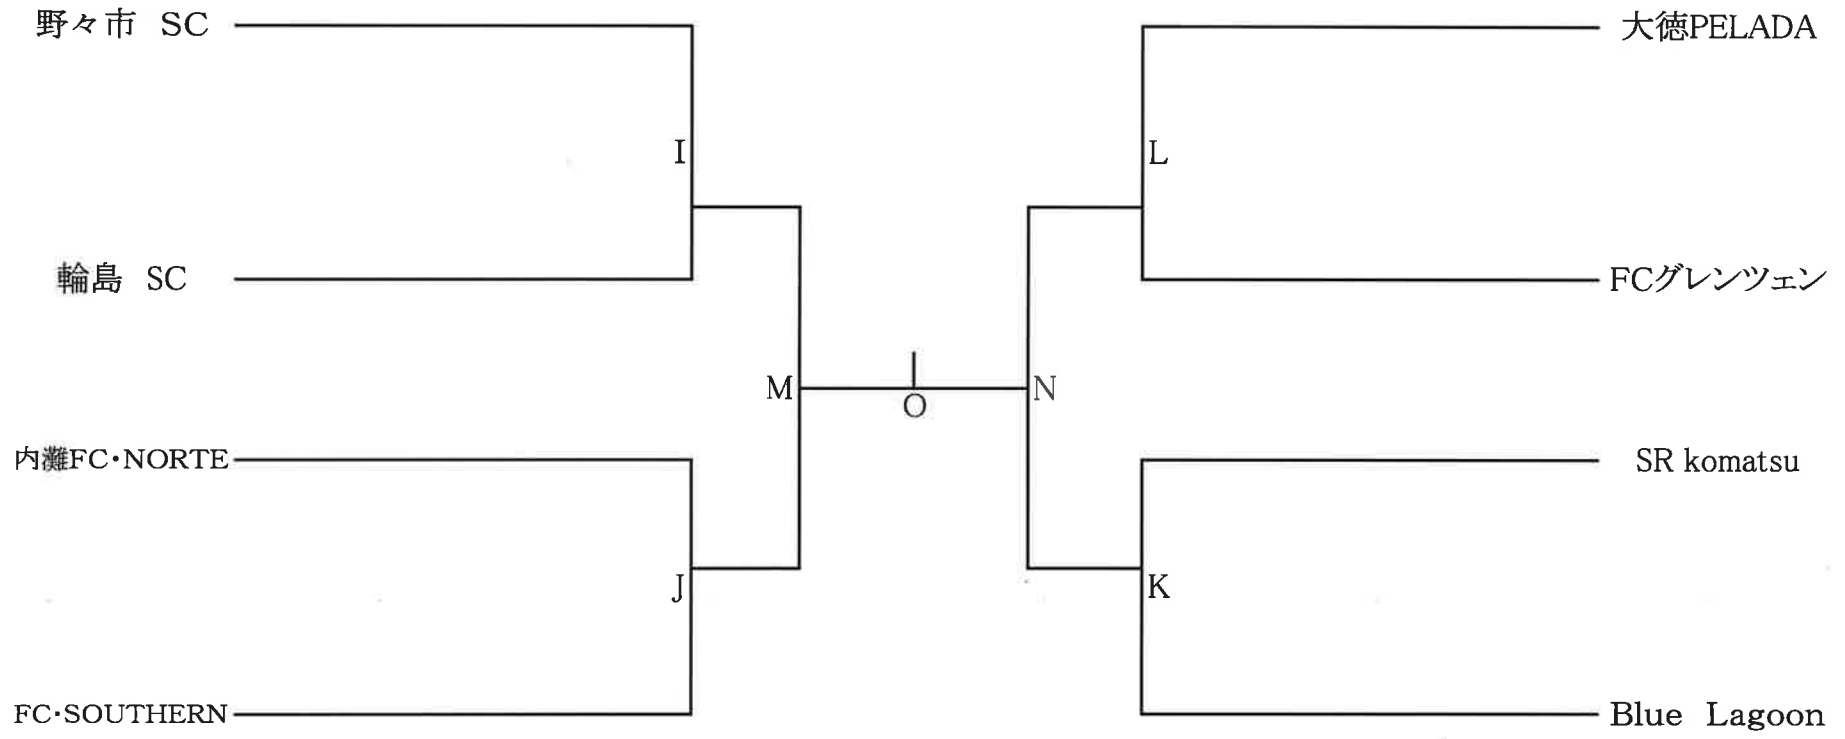 野々市 SC
大徳PELADA
I
L
輪島 SC
FCグレンツェン
M
N
O
内灘FC・NORTE
SR komatsu
J
K
FC・SOUTHERN
Blue Lagoon